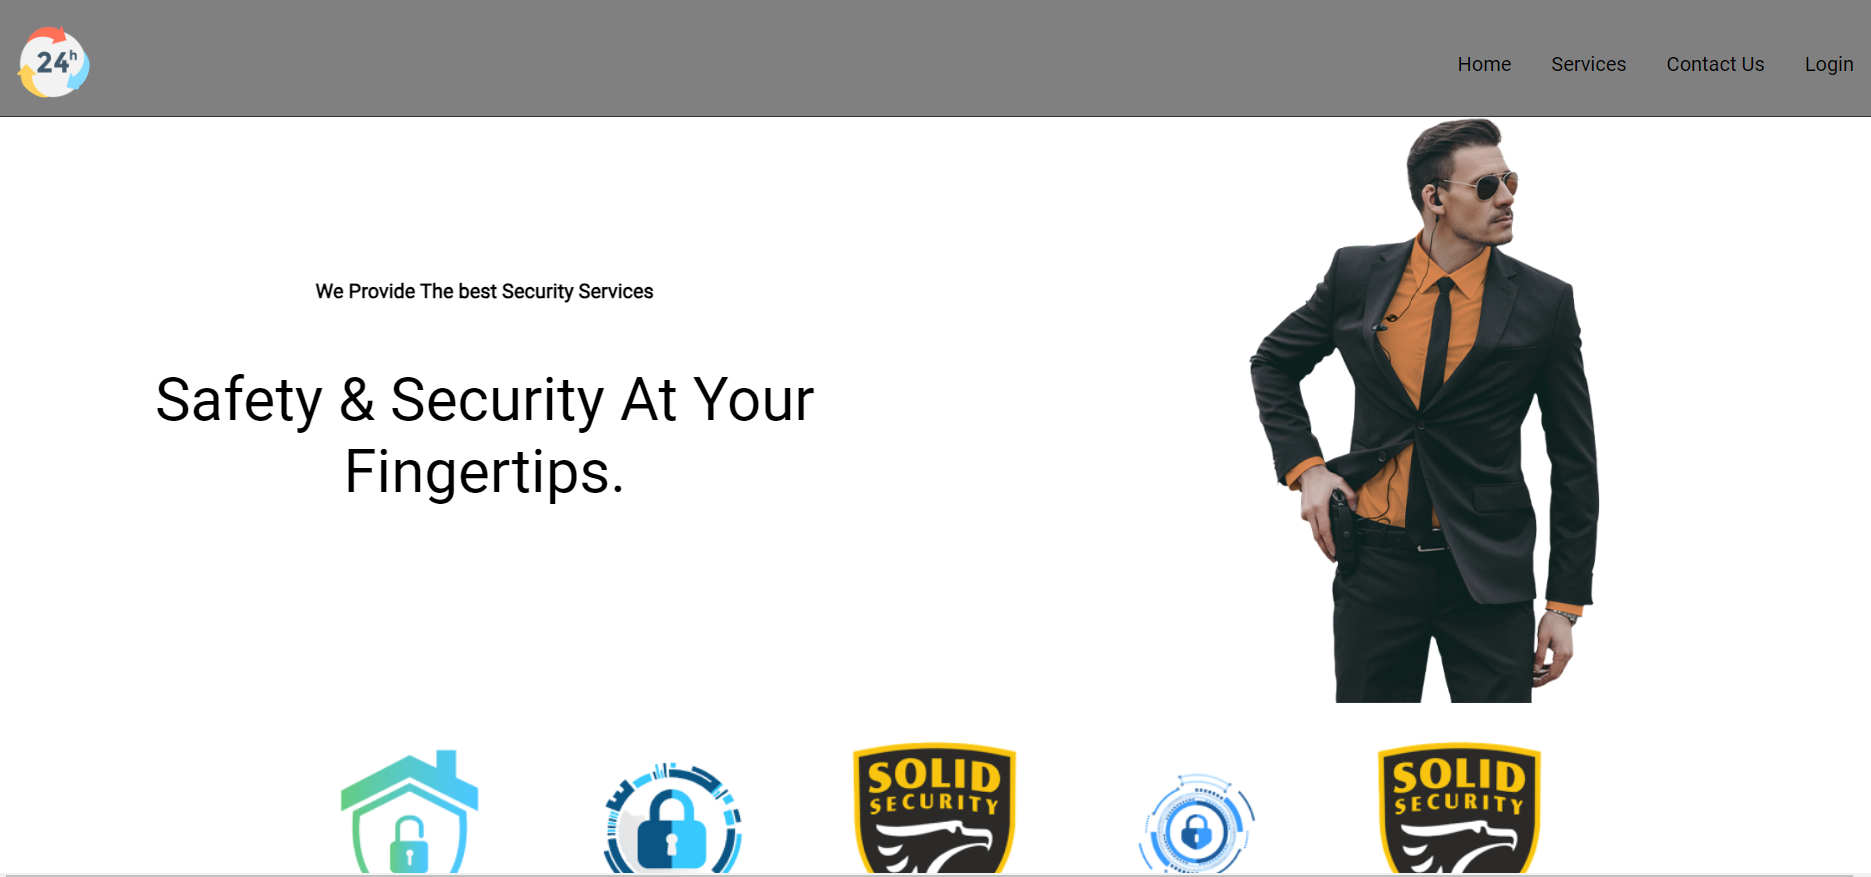 24h
Home
Services
Contact Us
Login
We Provide The best Security Services
Safety & Security At Your
Fingertips.
SOLID
SECURITY
SOLID
SECURITY